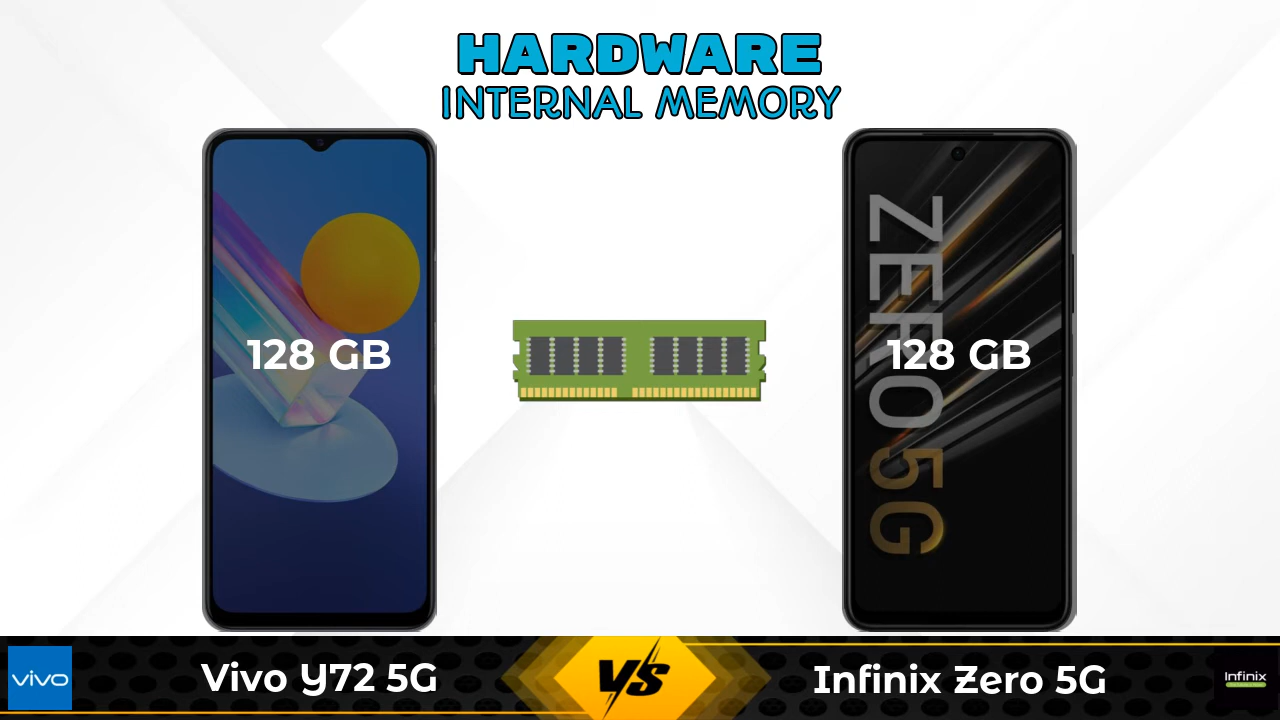 HARDWARE
INTERNAL MEMORY
128 GB
128 GB
ZERO 5G
vivo
Vivo Y72 5G
VS
Infinix Zero 5G
Infinix